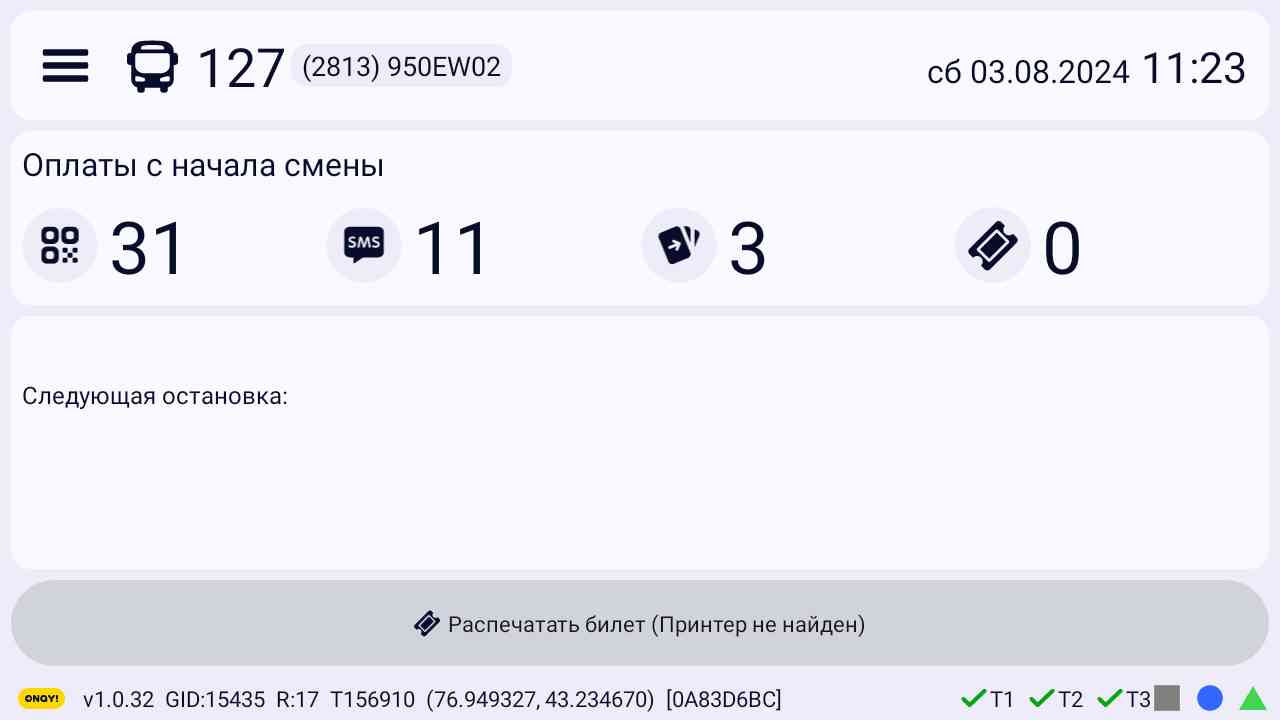 127 (2813) 950EW02 сб 03.08.2024 11:23
Оплаты с начала смены
31 SMS 11 3 0
Следующая остановка:
Распечатать билет (Принтер не найден)
ONAY! v1.0.32 GID:15435 R:17 T156910 (76.949327, 43.234670) [0A83D6BC] T1 T2 T3